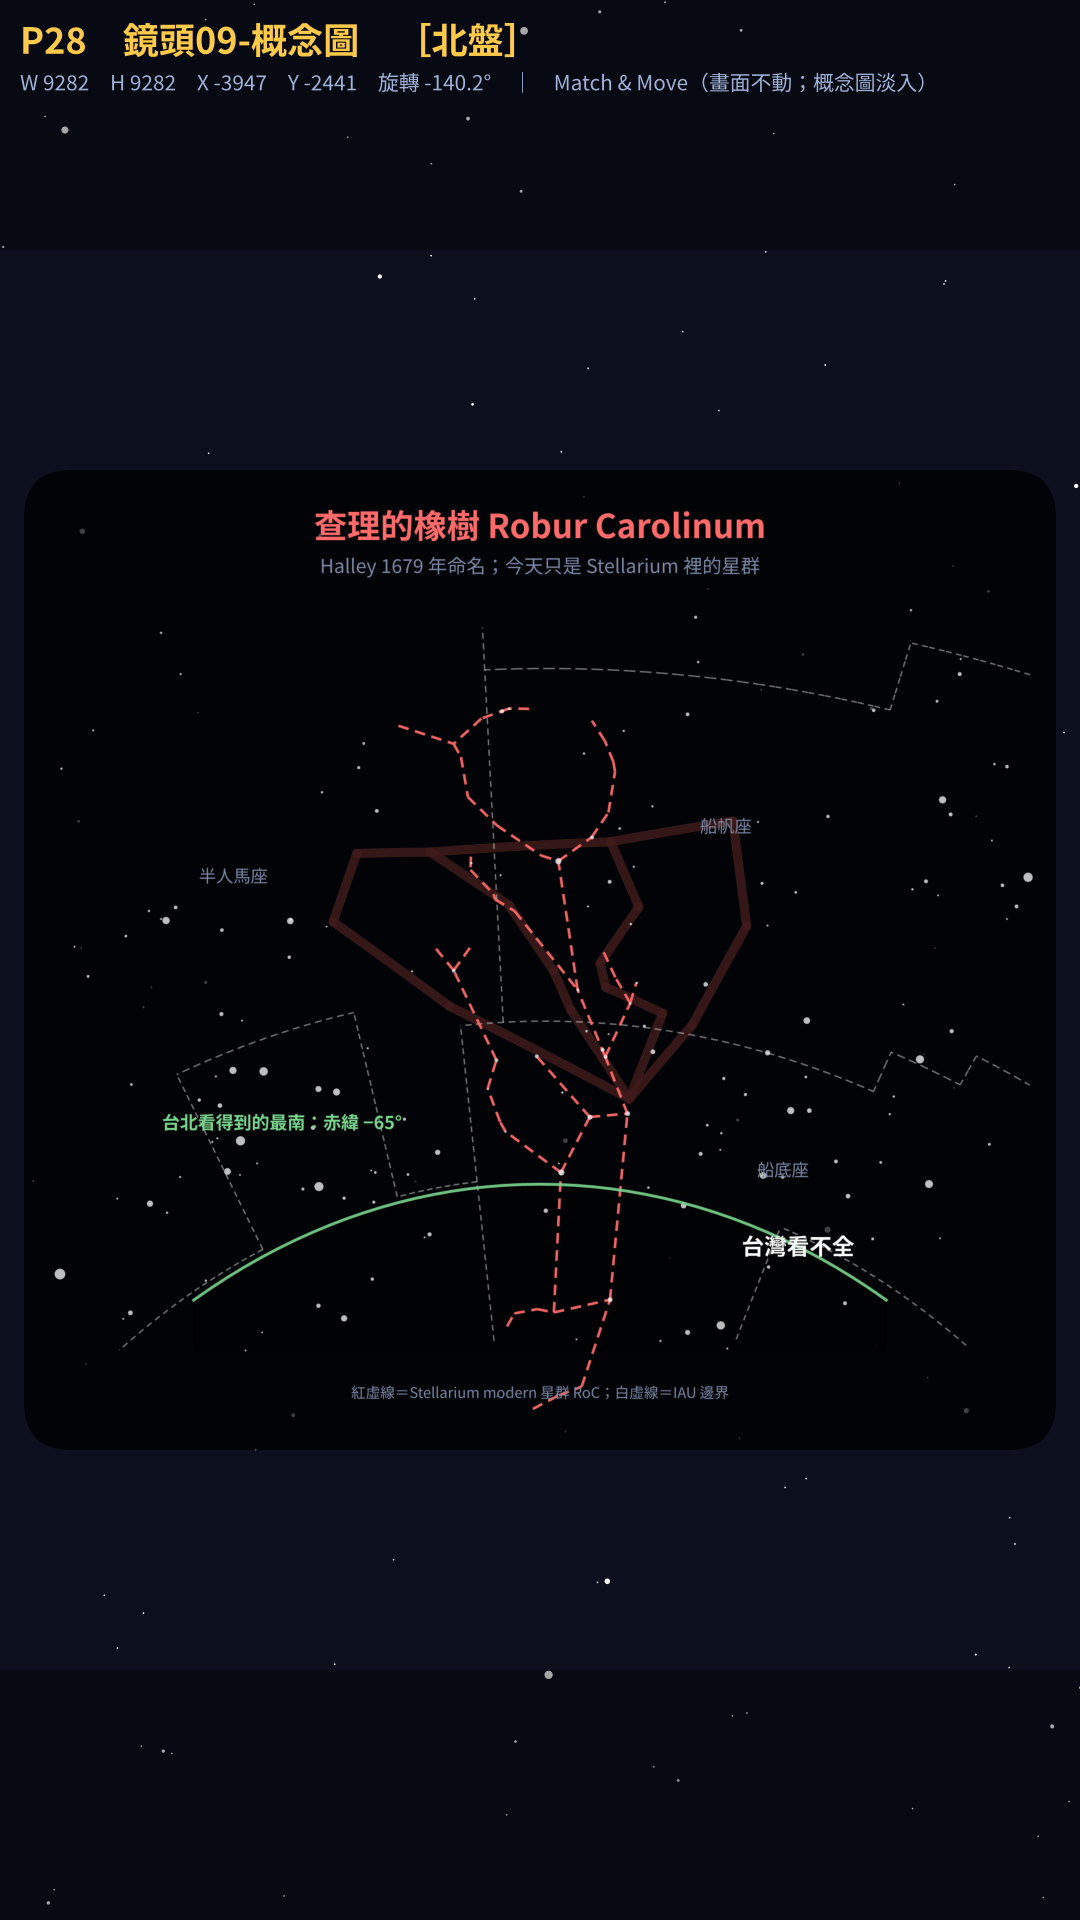 P28 鏡頭09-概念圖 [北盤]
W 9282 H 9282 X -3947 Y -2441 旋轉 -140.2° ｜ Match & Move（畫面不動；概念圖淡入）
查理的橡樹 Robur Carolinum
Halley 1679 年命名；今天只是 Stellarium 裡的星群
船帆座
半人馬座
台北看得到的最南：赤緯 −65°
船底座
台灣看不全
紅虛線＝Stellarium modern 星群 RoC；白虛線＝IAU 邊界